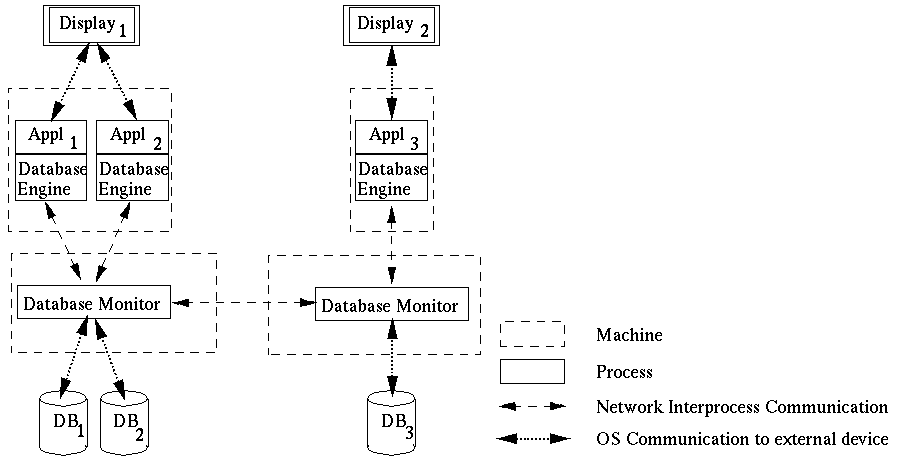 Display 1
Display 2
Appl 1
Appl 2
Appl 3
Database
Engine
Database
Engine
Database
Engine
Database Monitor
Database Monitor
Machine
Process
DB 1
DB 2
DB 3
Network Interprocess Communication
OS Communication to external device